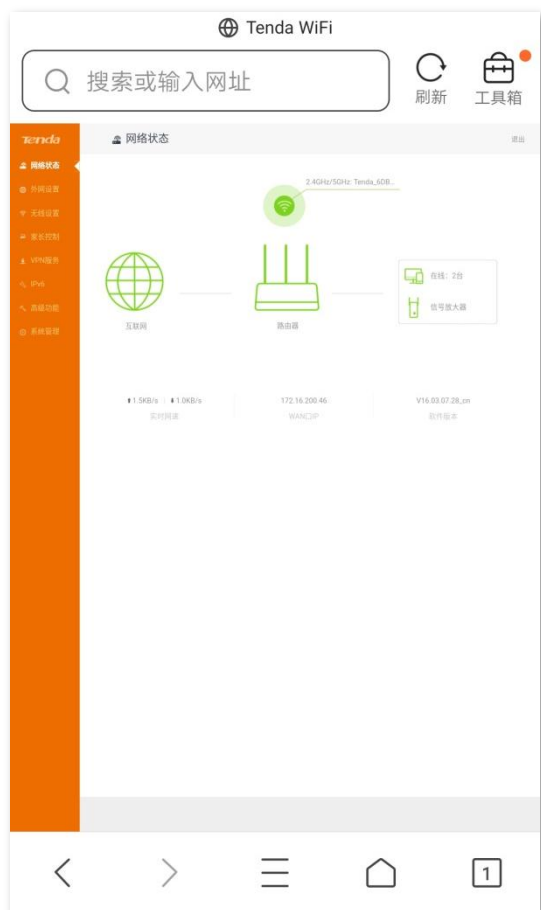 Tenda WiFi
搜索或输入网址
刷新
工具箱
Tenda
网络状态
退出
网络状态
外网设置
无线设置
家长控制
VPN服务
IPv6
高级功能
系统管理
2.4GHz/5GHz: Tenda_6DB...
在线：2台
信号放大器
互联网
路由器
1.5KB/s 1.0KB/s
172.16.200.46
V16.03.07.28_cn
实时网速
WAN口IP
软件版本
1